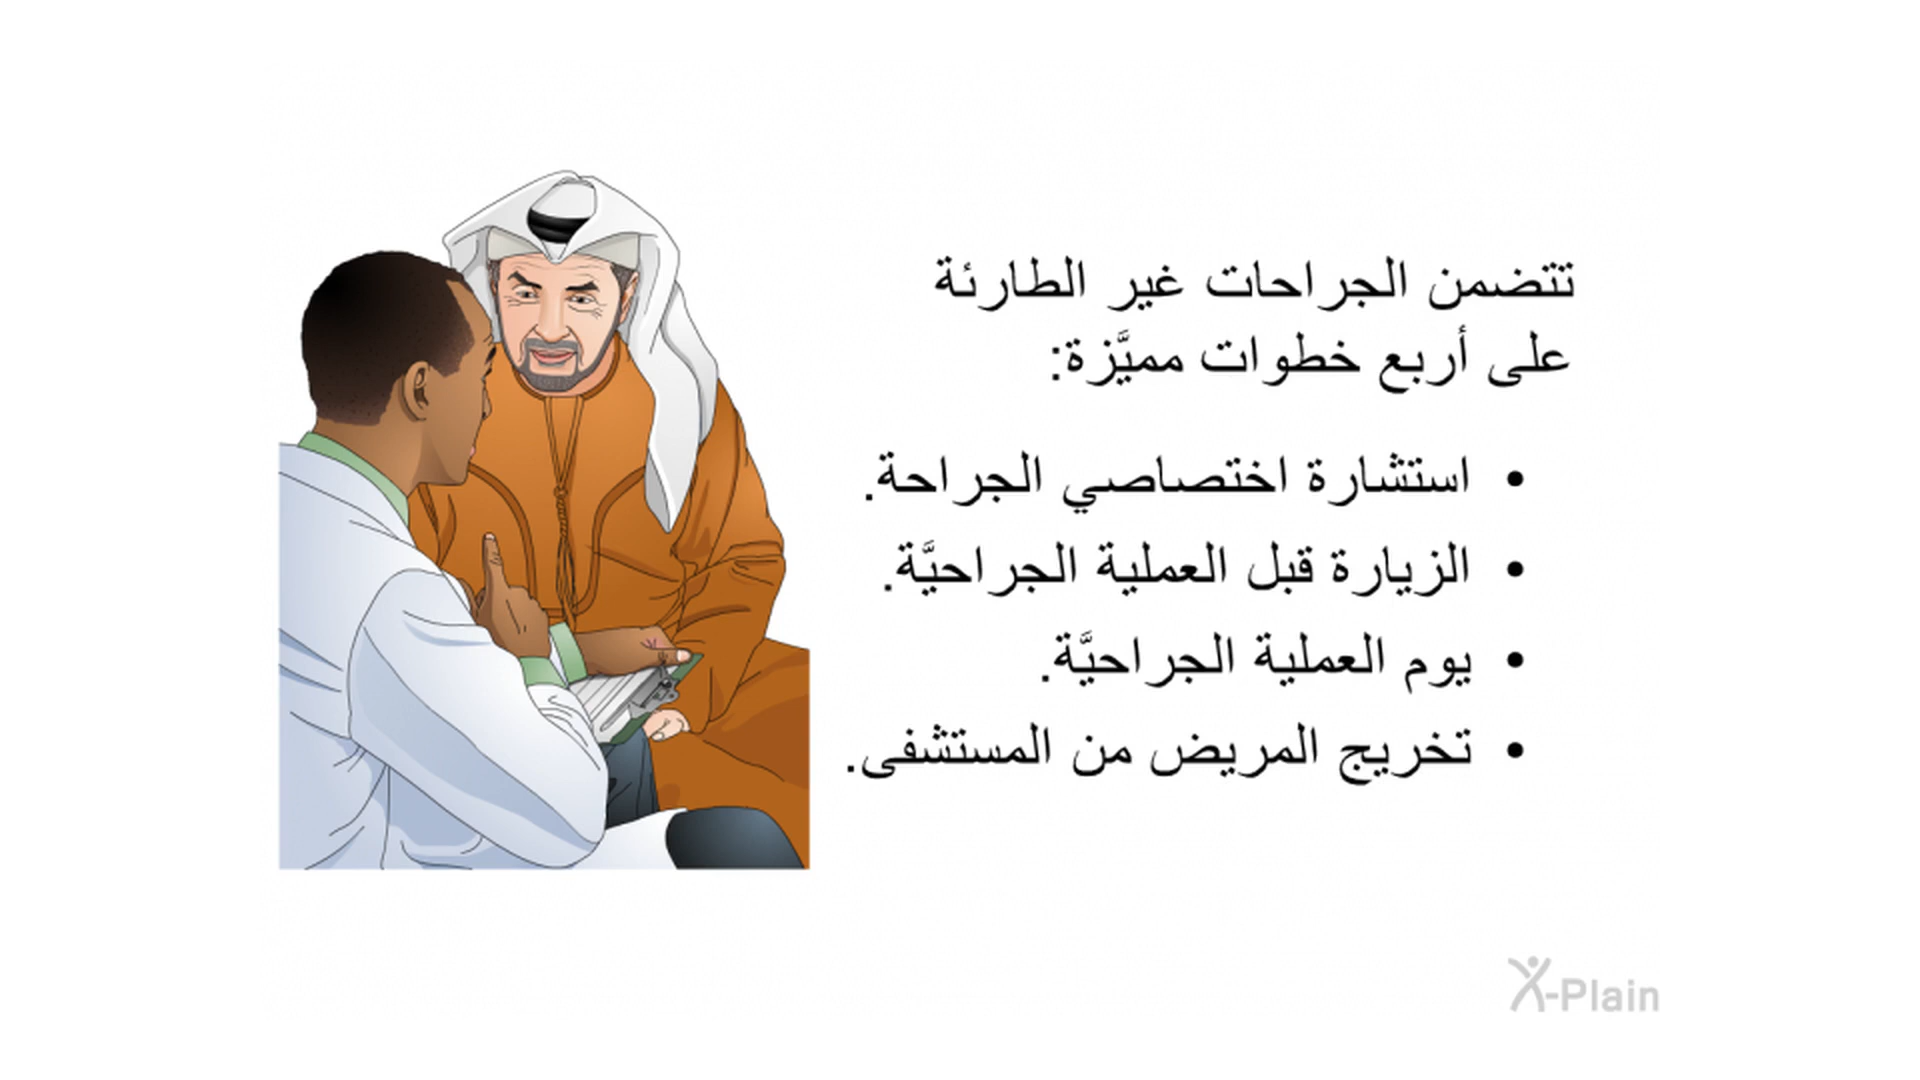 تتضمن الجراحات غير الطارئة
على أربع خطوات مميَّزة:
• استشارة اختصاصي الجراحة.
• الزيارة قبل العملية الجراحيَّة.
• يوم العملية الجراحيَّة.
• تخريج المريض من المستشفى.
X-Plain